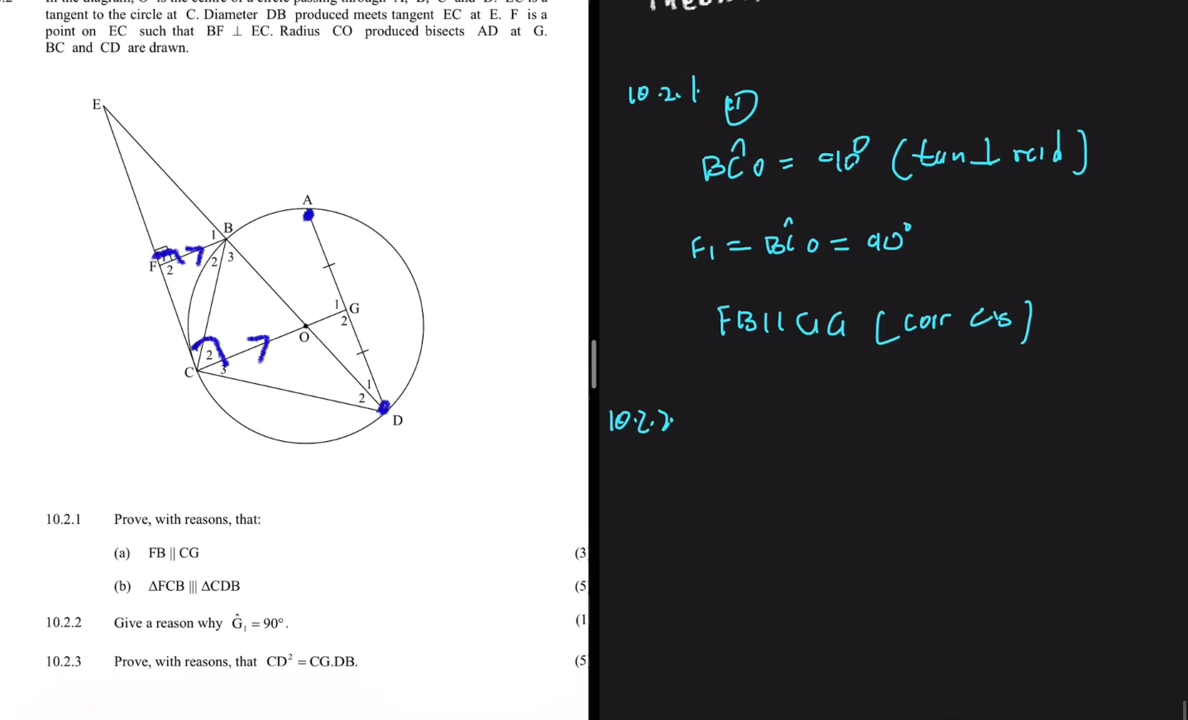 tangent to the circle at C. Diameter DB produced meets tangent EC at E. F is a
point on EC such that BF ⊥ EC. Radius CO produced bisects AD at G.
BC and CD are drawn.
E
A
B
1
2
3
F
2
1
G
2
O
2
C
3
1
2
D
10.2.1 Prove, with reasons, that:
(a) FB || CG (3
(b) ΔFCB ||| ΔCDB (5
10.2.2 Give a reason why Ĝ₁ = 90°. (1
10.2.3 Prove, with reasons, that CD² = CG.DB. (5
10.2.1
BĈO = 90° (tan ⊥ rad)
F₁ = BĈO = 90°
FB || CG [corr ∠s]
10.2.2.